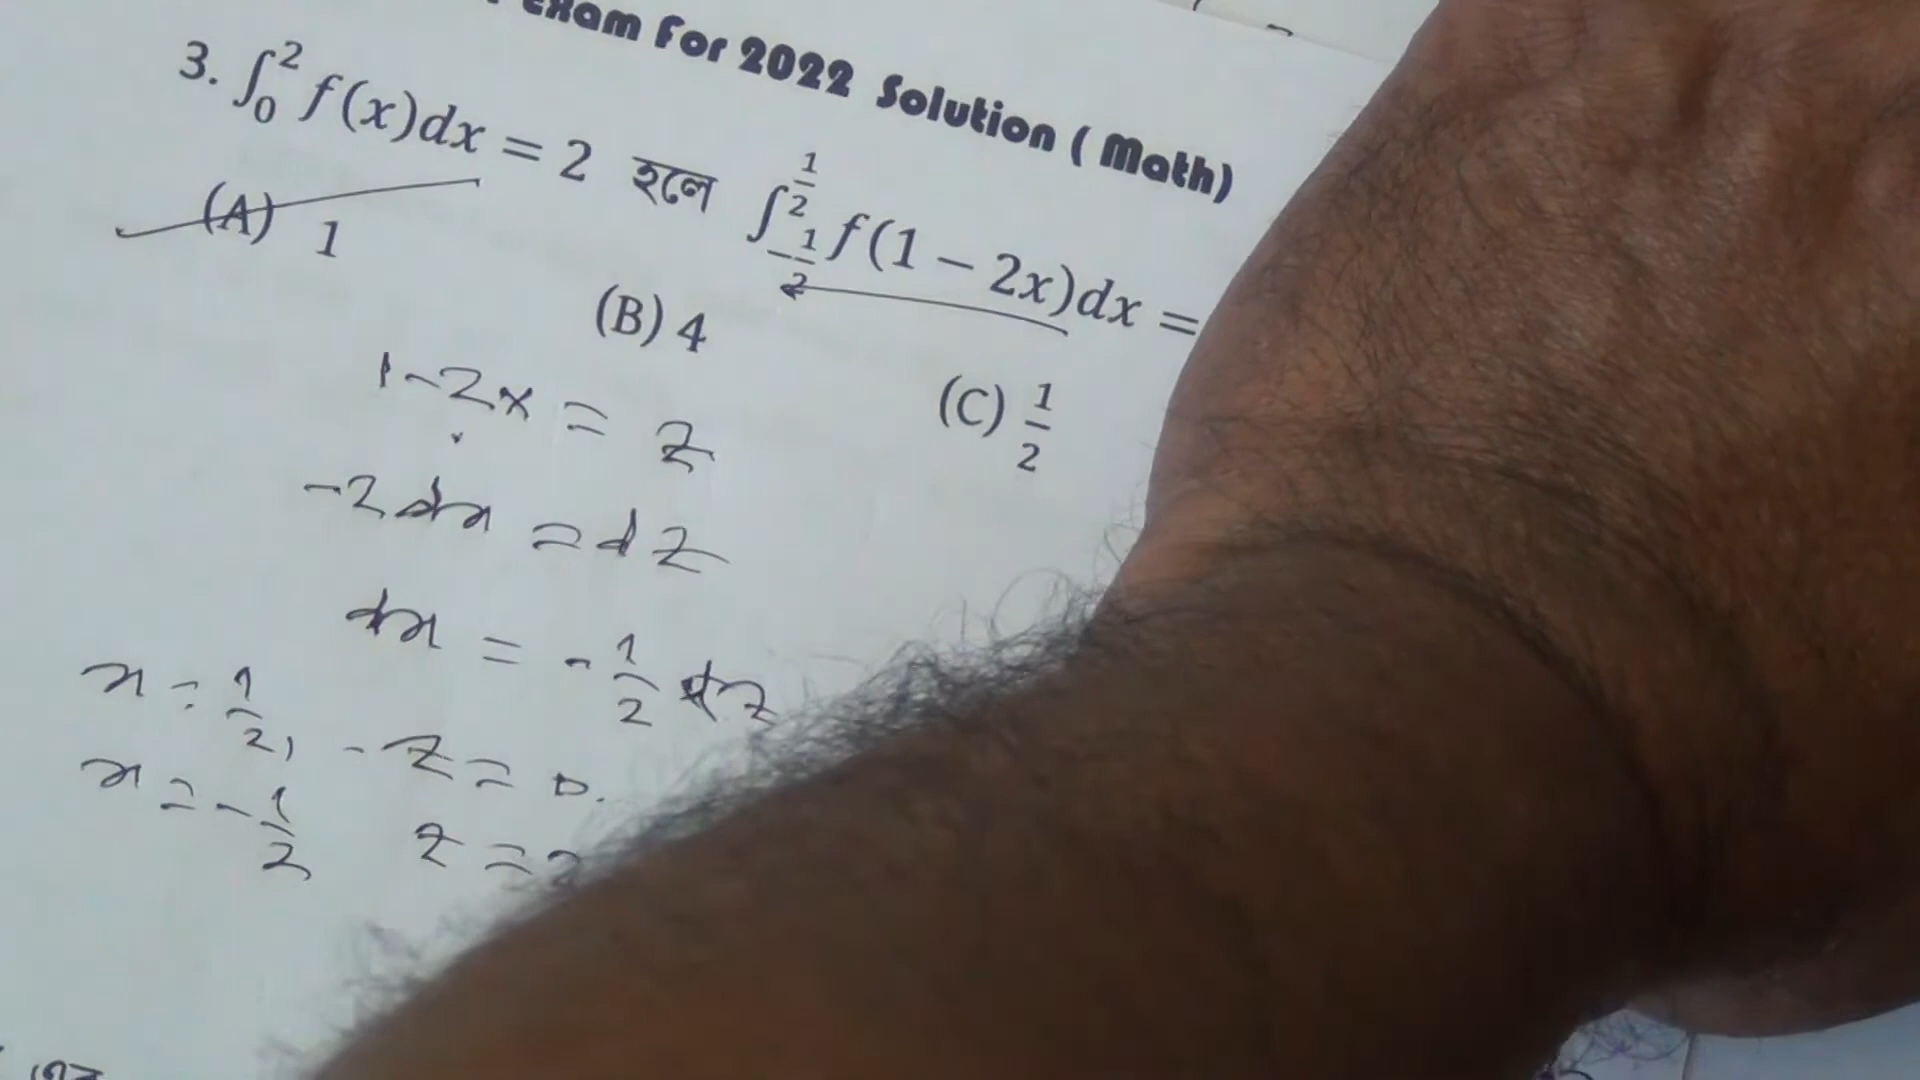 Exam For 2022 Solution ( Math)
3. ∫₀² f(x)dx = 2 হলে ∫_{-1/2}^{1/2} f(1 − 2x)dx =
(A) 1 (B) 4 (C) 1/2
1-2x = z
-2dx = dz
dx = -1/2 dz
x = 1/2, - z = 0.
x = -1/2 z = 2